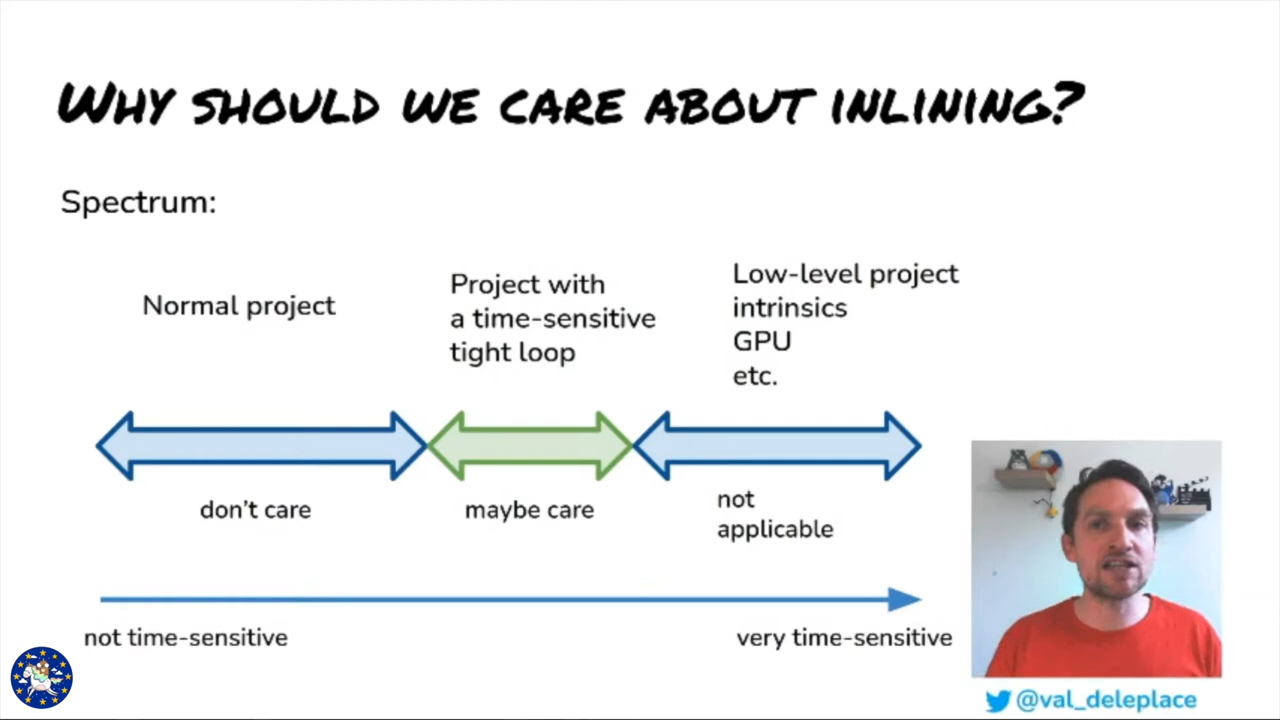 WHY SHOULD WE CARE ABOUT INLINING?
Spectrum:
Normal project
Project with
a time-sensitive
tight loop
Low-level project
intrinsics
GPU
etc.
don't care
maybe care
not
applicable
not time-sensitive
very time-sensitive
@val_deleplace